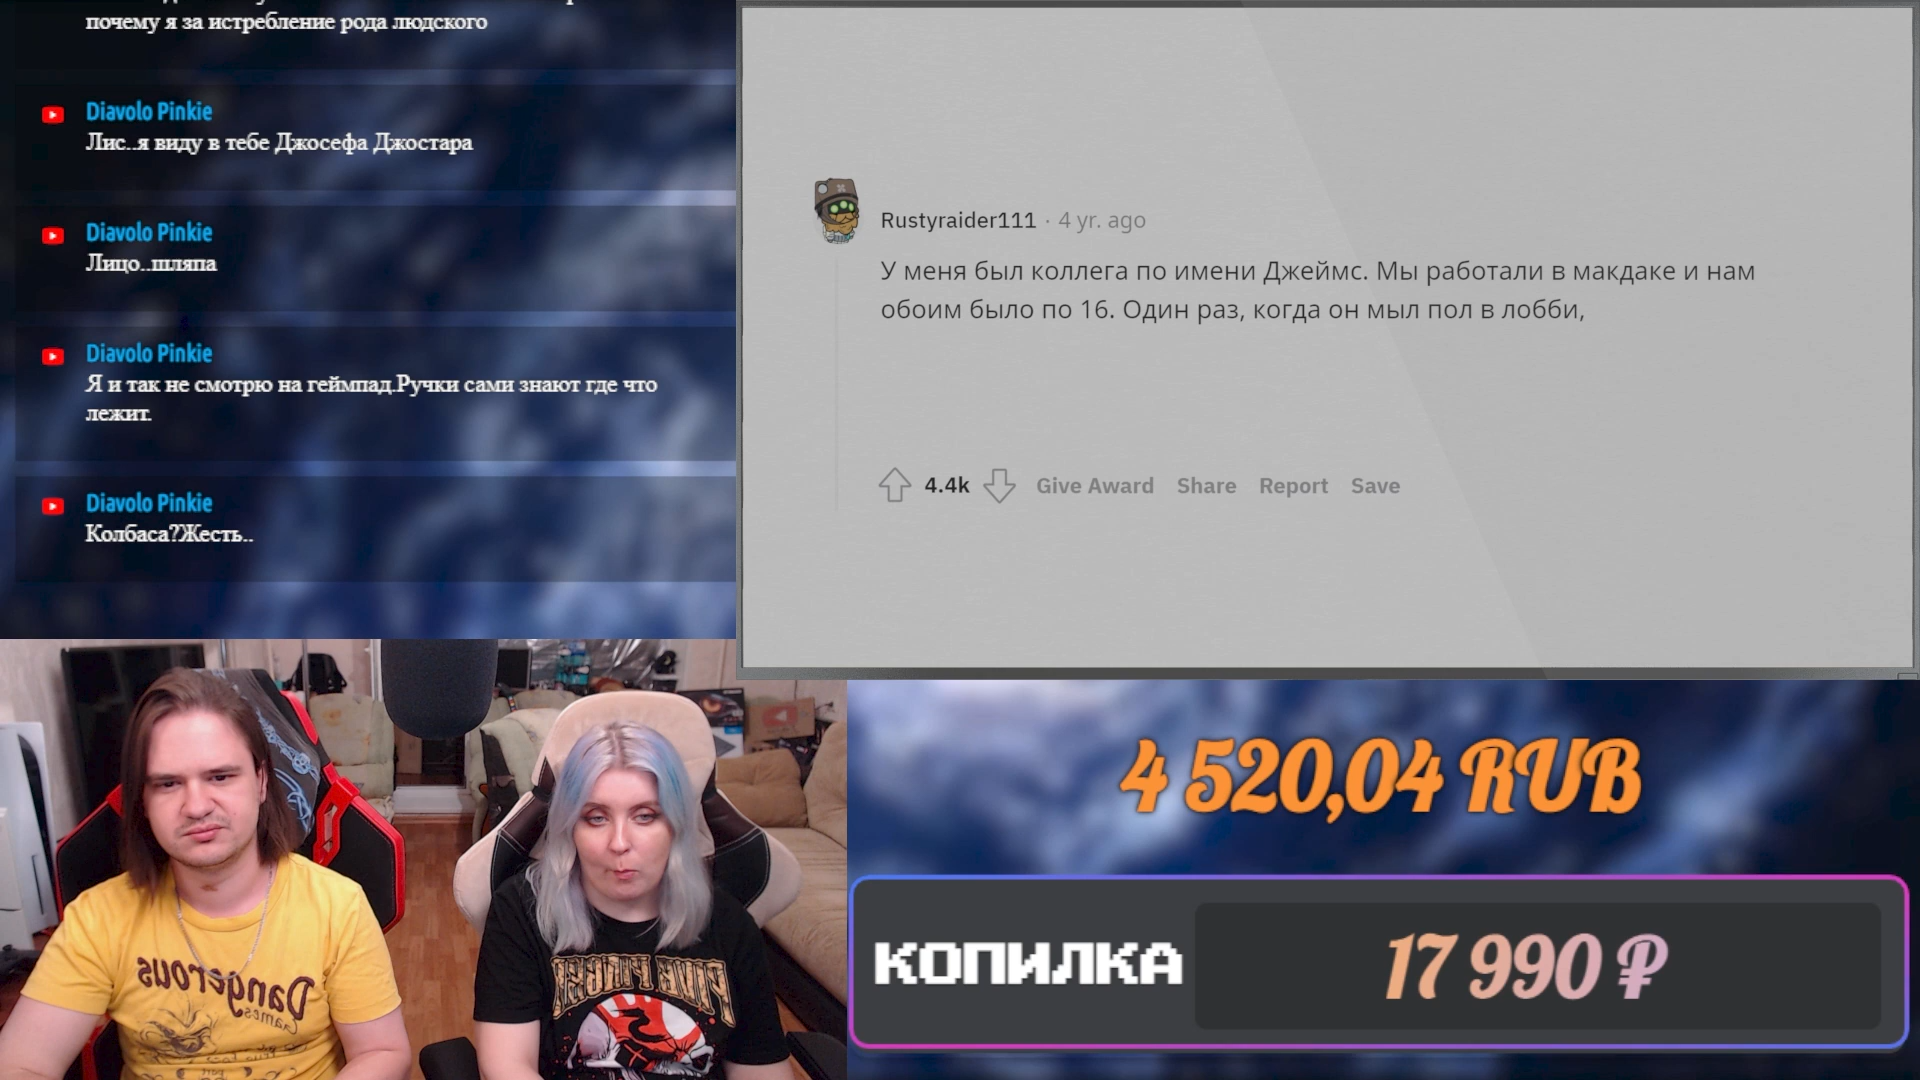 почему я за истребление рода людского
Diavolo Pinkie
Лис..я виду в тебе Джосефа Джостара
Diavolo Pinkie
Лицо..шляпа
Diavolo Pinkie
Я и так не смотрю на геймпад.Ручки сами знают где что
лежит.
Diavolo Pinkie
Колбаса?Жесть..
Rustyraider111 · 4 yr. ago
У меня был коллега по имени Джеймс. Мы работали в макдаке и нам
обоим было по 16. Один раз, когда он мыл пол в лобби,
4.4k Give Award Share Report Save
4 520,04 RUB
КОПИЛКА 17 990 ₽
Dangerous
Games